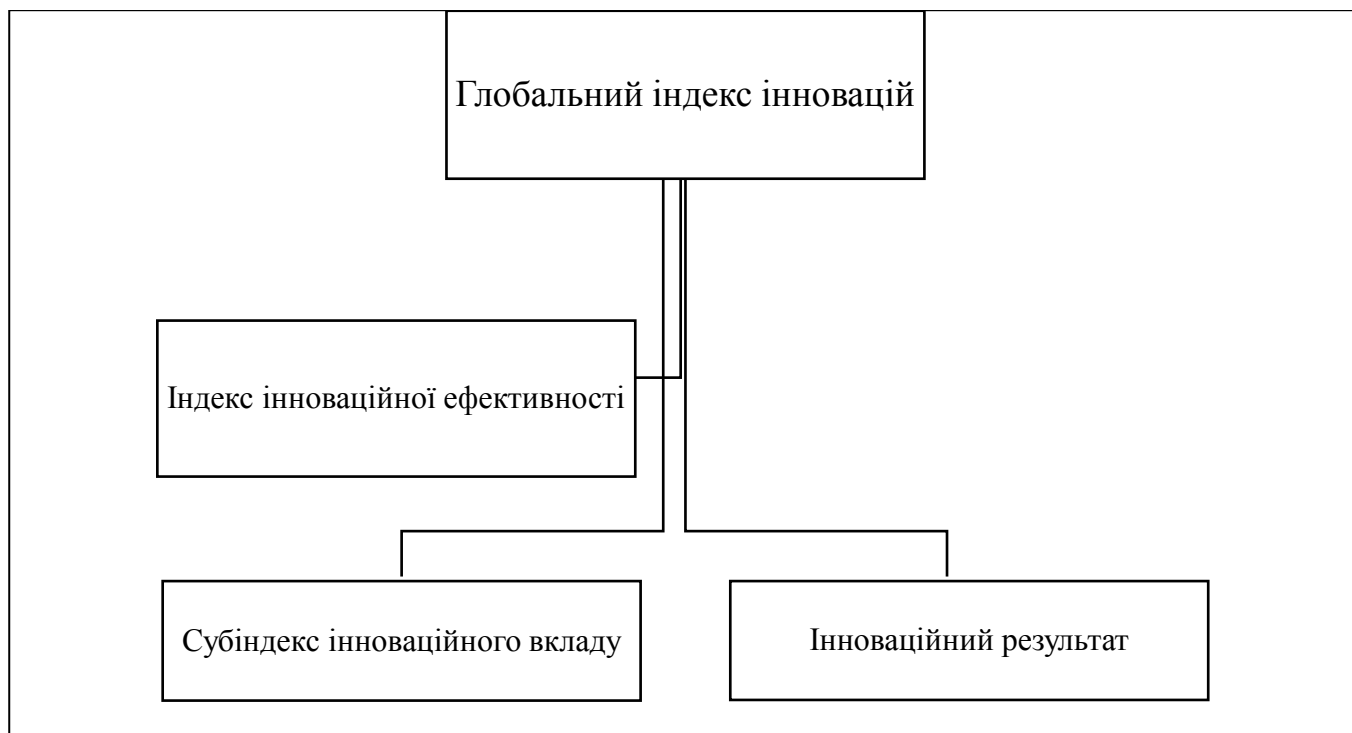 Глобальний індекс інновацій
Індекс інноваційної ефективності
Субіндекс інноваційного вкладу
Інноваційний результат